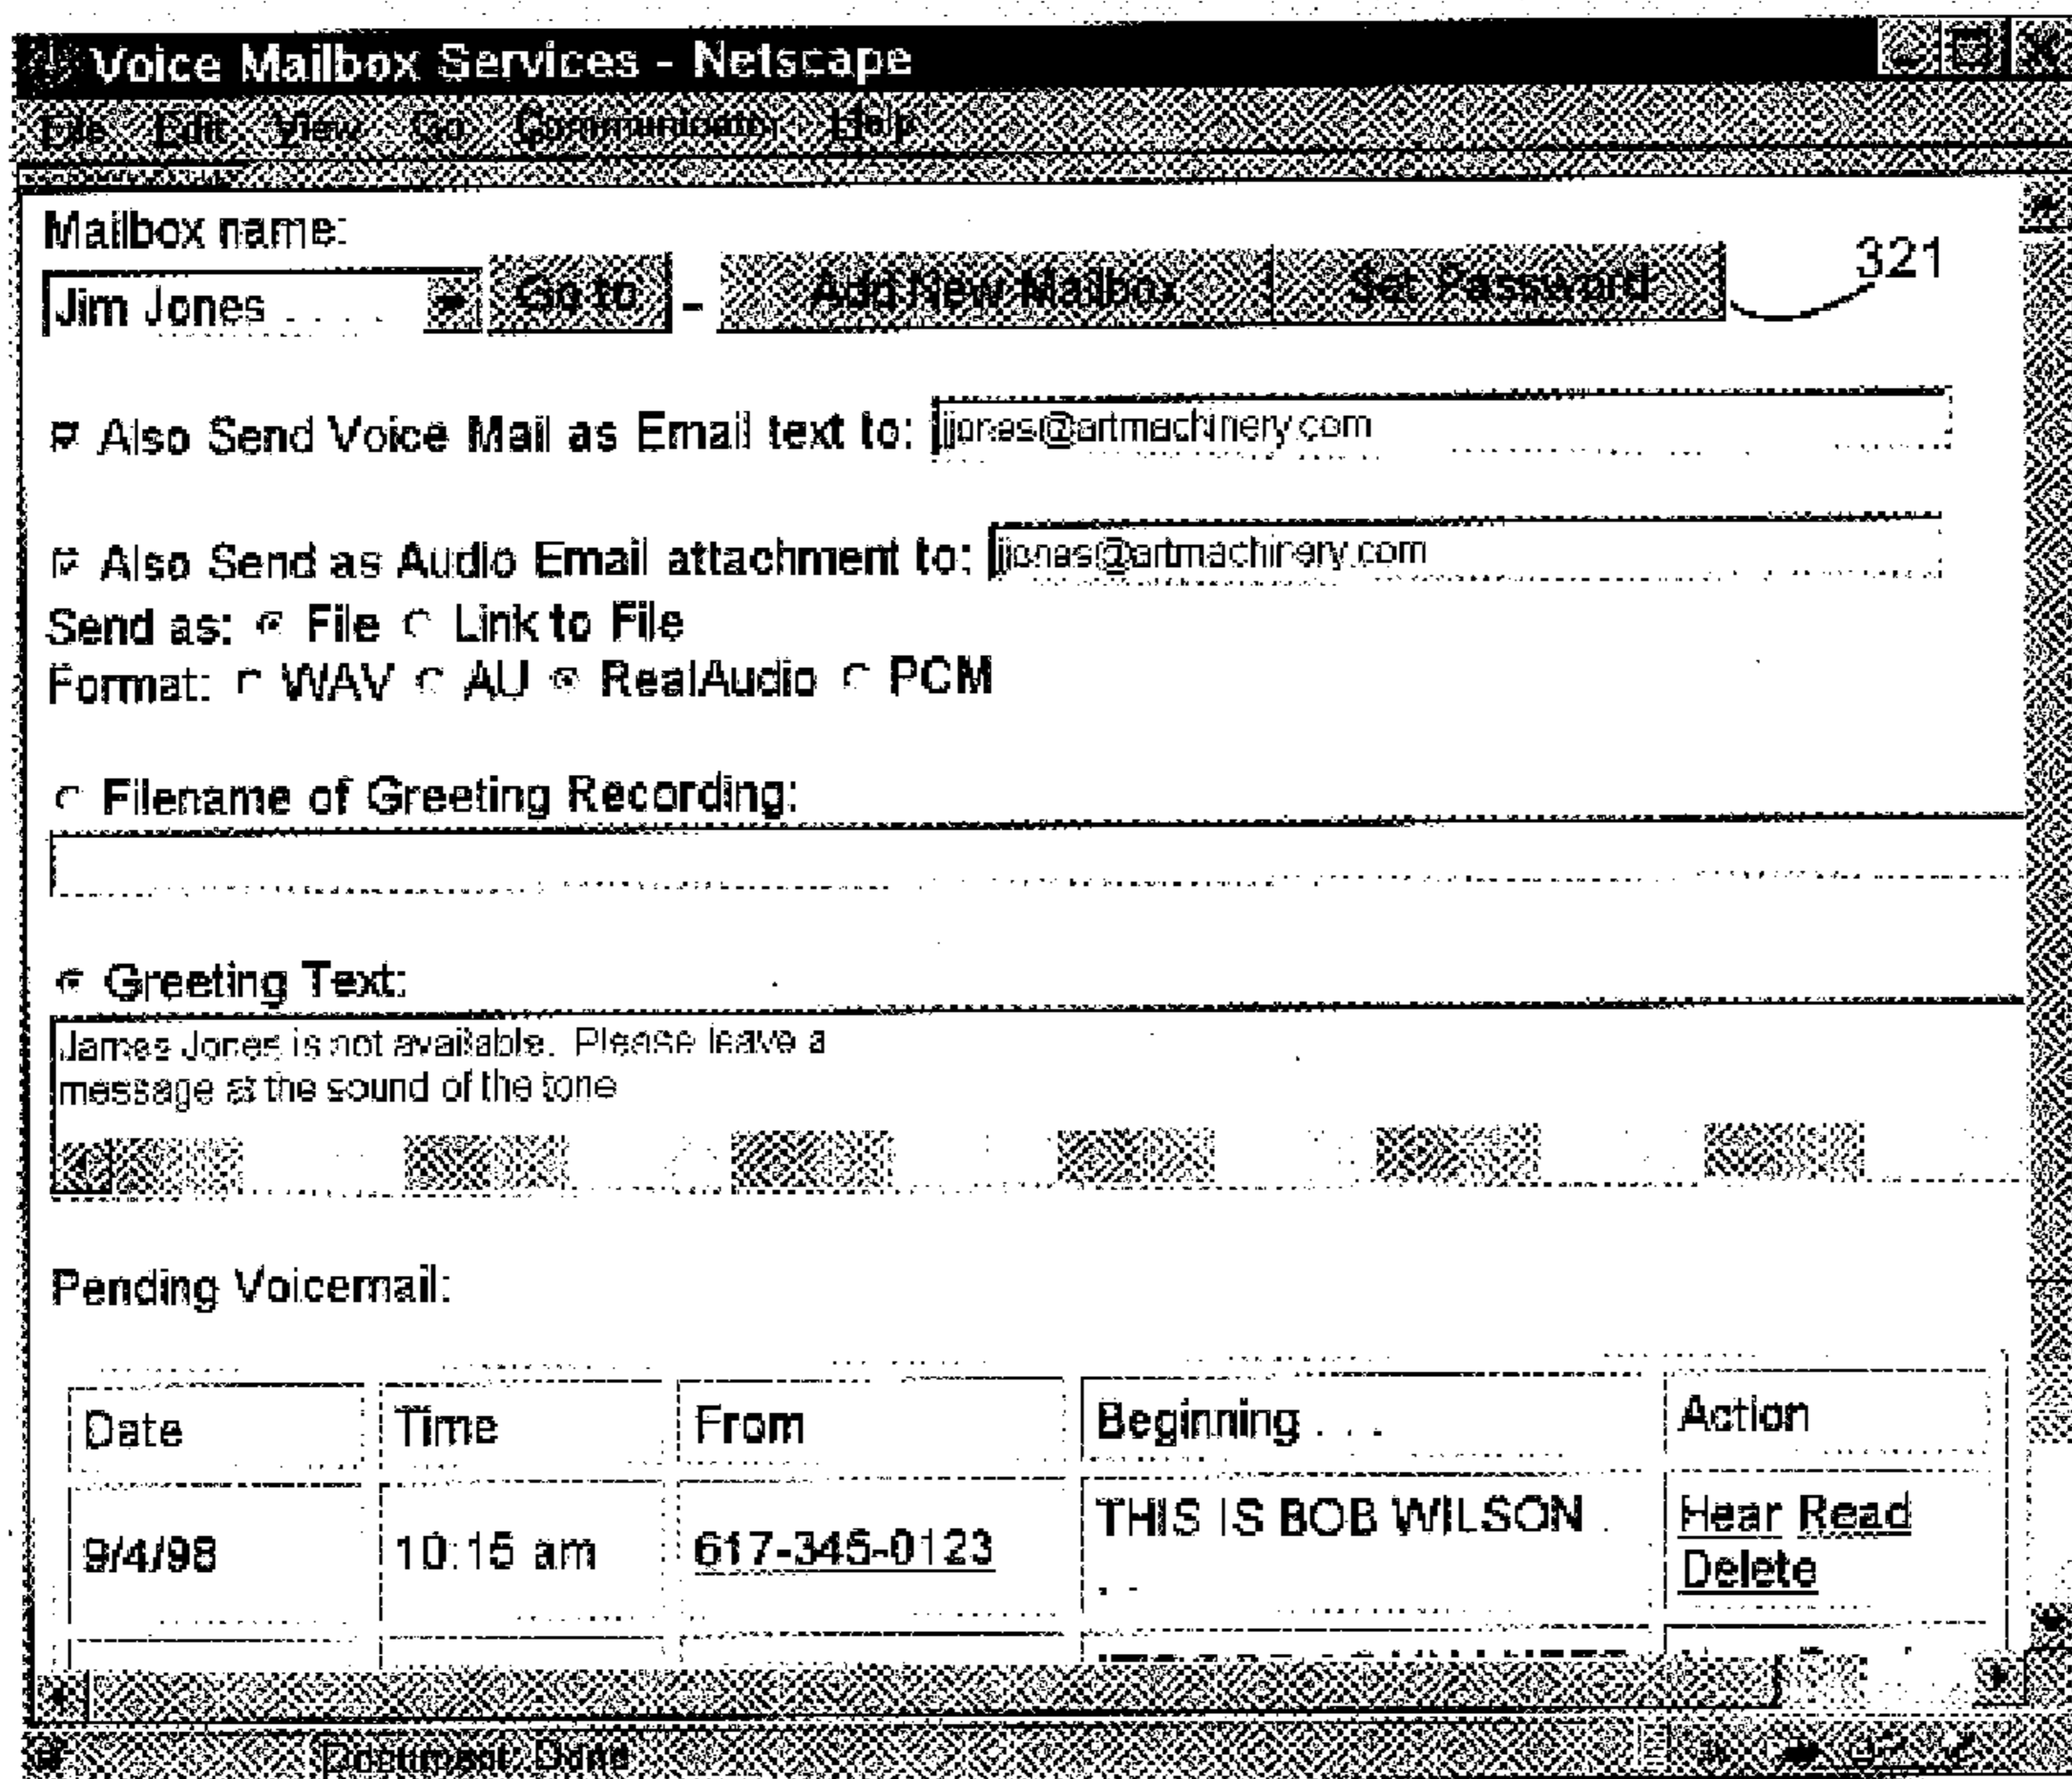 Voice Mailbox Services - Netscape
File Edit View Go Communicator Help
Mailbox name:
Jim Jones Go to - Add New Mailbox Set Password 321
Also Send Voice Mail as Email text to: jjones@artmachinery.com
Also Send as Audio Email attachment to: jjones@artmachinery.com
Send as: File Link to File
Format: WAV AU RealAudio PCM
Filename of Greeting Recording:
Greeting Text:
James Jones is not available. Please leave a
message at the sound of the tone
Pending Voicemail:
Date Time From Beginning . . . Action
9/4/98 10:15 am 617-345-0123 THIS IS BOB WILSON . Hear Read
. . Delete
Document: Done